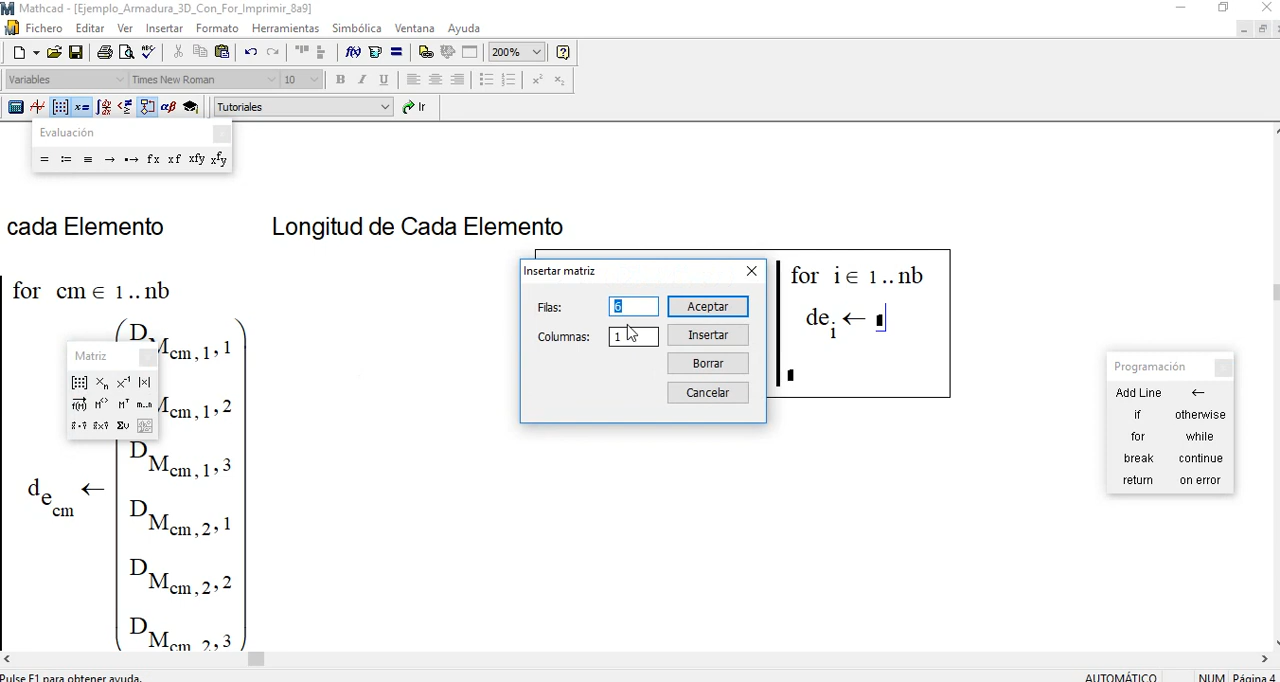 Mathcad - [Ejemplo_Armadura_3D_Con_For_Imprimir_8a9]
Fichero Editar Ver Insertar Formato Herramientas Simbólica Ventana Ayuda
200%
Variables Times New Roman 10 B I U
Tutoriales Ir
Evaluación
= := ≡ → •→ fx xf xfy xfy
cada Elemento Longitud de Cada Elemento
Insertar matriz
Filas: 6 Aceptar
Columnas: 1 Insertar
Borrar
Cancelar
for i ∈ 1 .. nb
de i ←
for cm ∈ 1 .. nb
D M cm , 1 , 1
M cm , 1 , 2
D M cm , 1 , 3
d e cm ←
D M cm , 2 , 1
D M cm , 2 , 2
D M cm , 2 , 3
Matriz
Programación
Add Line ←
if otherwise
for while
break continue
return on error
Pulse F1 para obtener ayuda. AUTOMÁTICO NUM Página 4